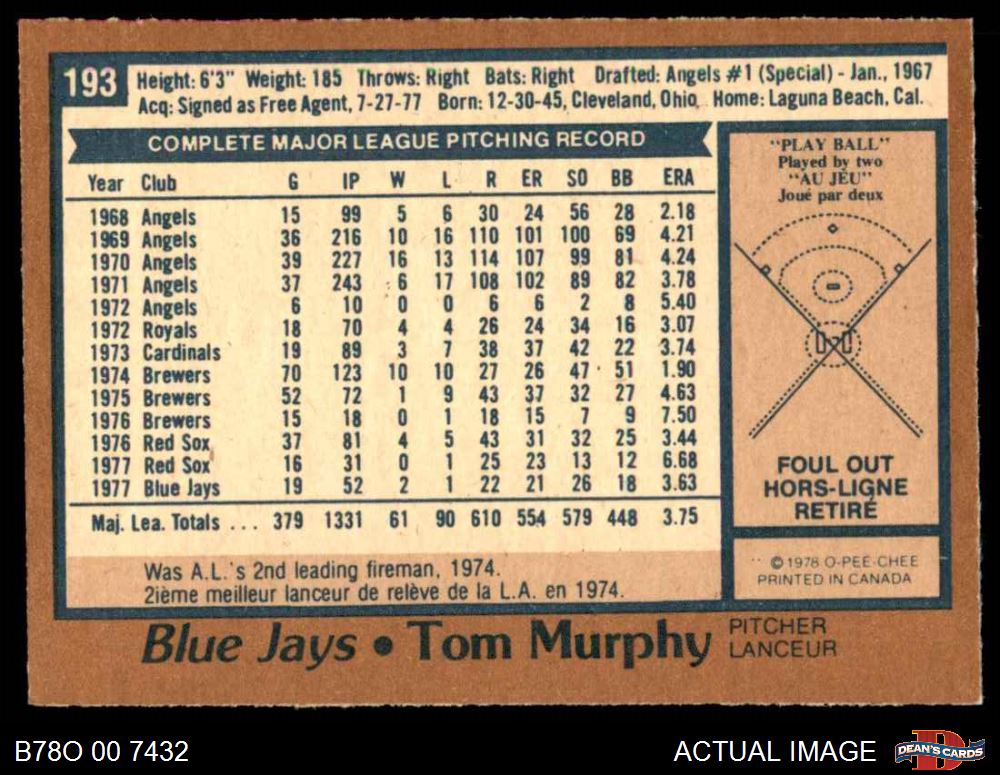 193
Height: 6'3" Weight: 185 Throws: Right Bats: Right Drafted: Angels #1 (Special) - Jan., 1967
Acq: Signed as Free Agent, 7-27-77 Born: 12-30-45, Cleveland, Ohio Home: Laguna Beach, Cal.
COMPLETE MAJOR LEAGUE PITCHING RECORD
Year Club G IP W L R ER SO BB ERA
1968 Angels 15 99 5 6 30 24 56 28 2.18
1969 Angels 36 216 10 16 110 101 100 69 4.21
1970 Angels 39 227 16 13 114 107 99 81 4.24
1971 Angels 37 243 6 17 108 102 89 82 3.78
1972 Angels 6 10 0 0 6 6 2 8 5.40
1972 Royals 18 70 4 4 26 24 34 16 3.07
1973 Cardinals 19 89 3 7 38 37 42 22 3.74
1974 Brewers 70 123 10 10 27 26 47 51 1.90
1975 Brewers 52 72 1 9 43 37 32 27 4.63
1976 Brewers 15 18 0 1 18 15 7 9 7.50
1976 Red Sox 37 81 4 5 43 31 32 25 3.44
1977 Red Sox 16 31 0 1 25 23 13 12 6.68
1977 Blue Jays 19 52 2 1 22 21 26 18 3.63
Maj. Lea. Totals ... 379 1331 61 90 610 554 579 448 3.75
Was A.L.'s 2nd leading fireman, 1974.
2ième meilleur lanceur de relève de la L.A. en 1974.
"PLAY BALL"
Played by two
"AU JEU"
Joué par deux
FOUL OUT
HORS-LIGNE
RETIRÉ
© 1978 O-PEE-CHEE
PRINTED IN CANADA
Blue Jays • Tom Murphy
PITCHER
LANCEUR
B78O 00 7432
ACTUAL IMAGE
DEAN'S CARDS